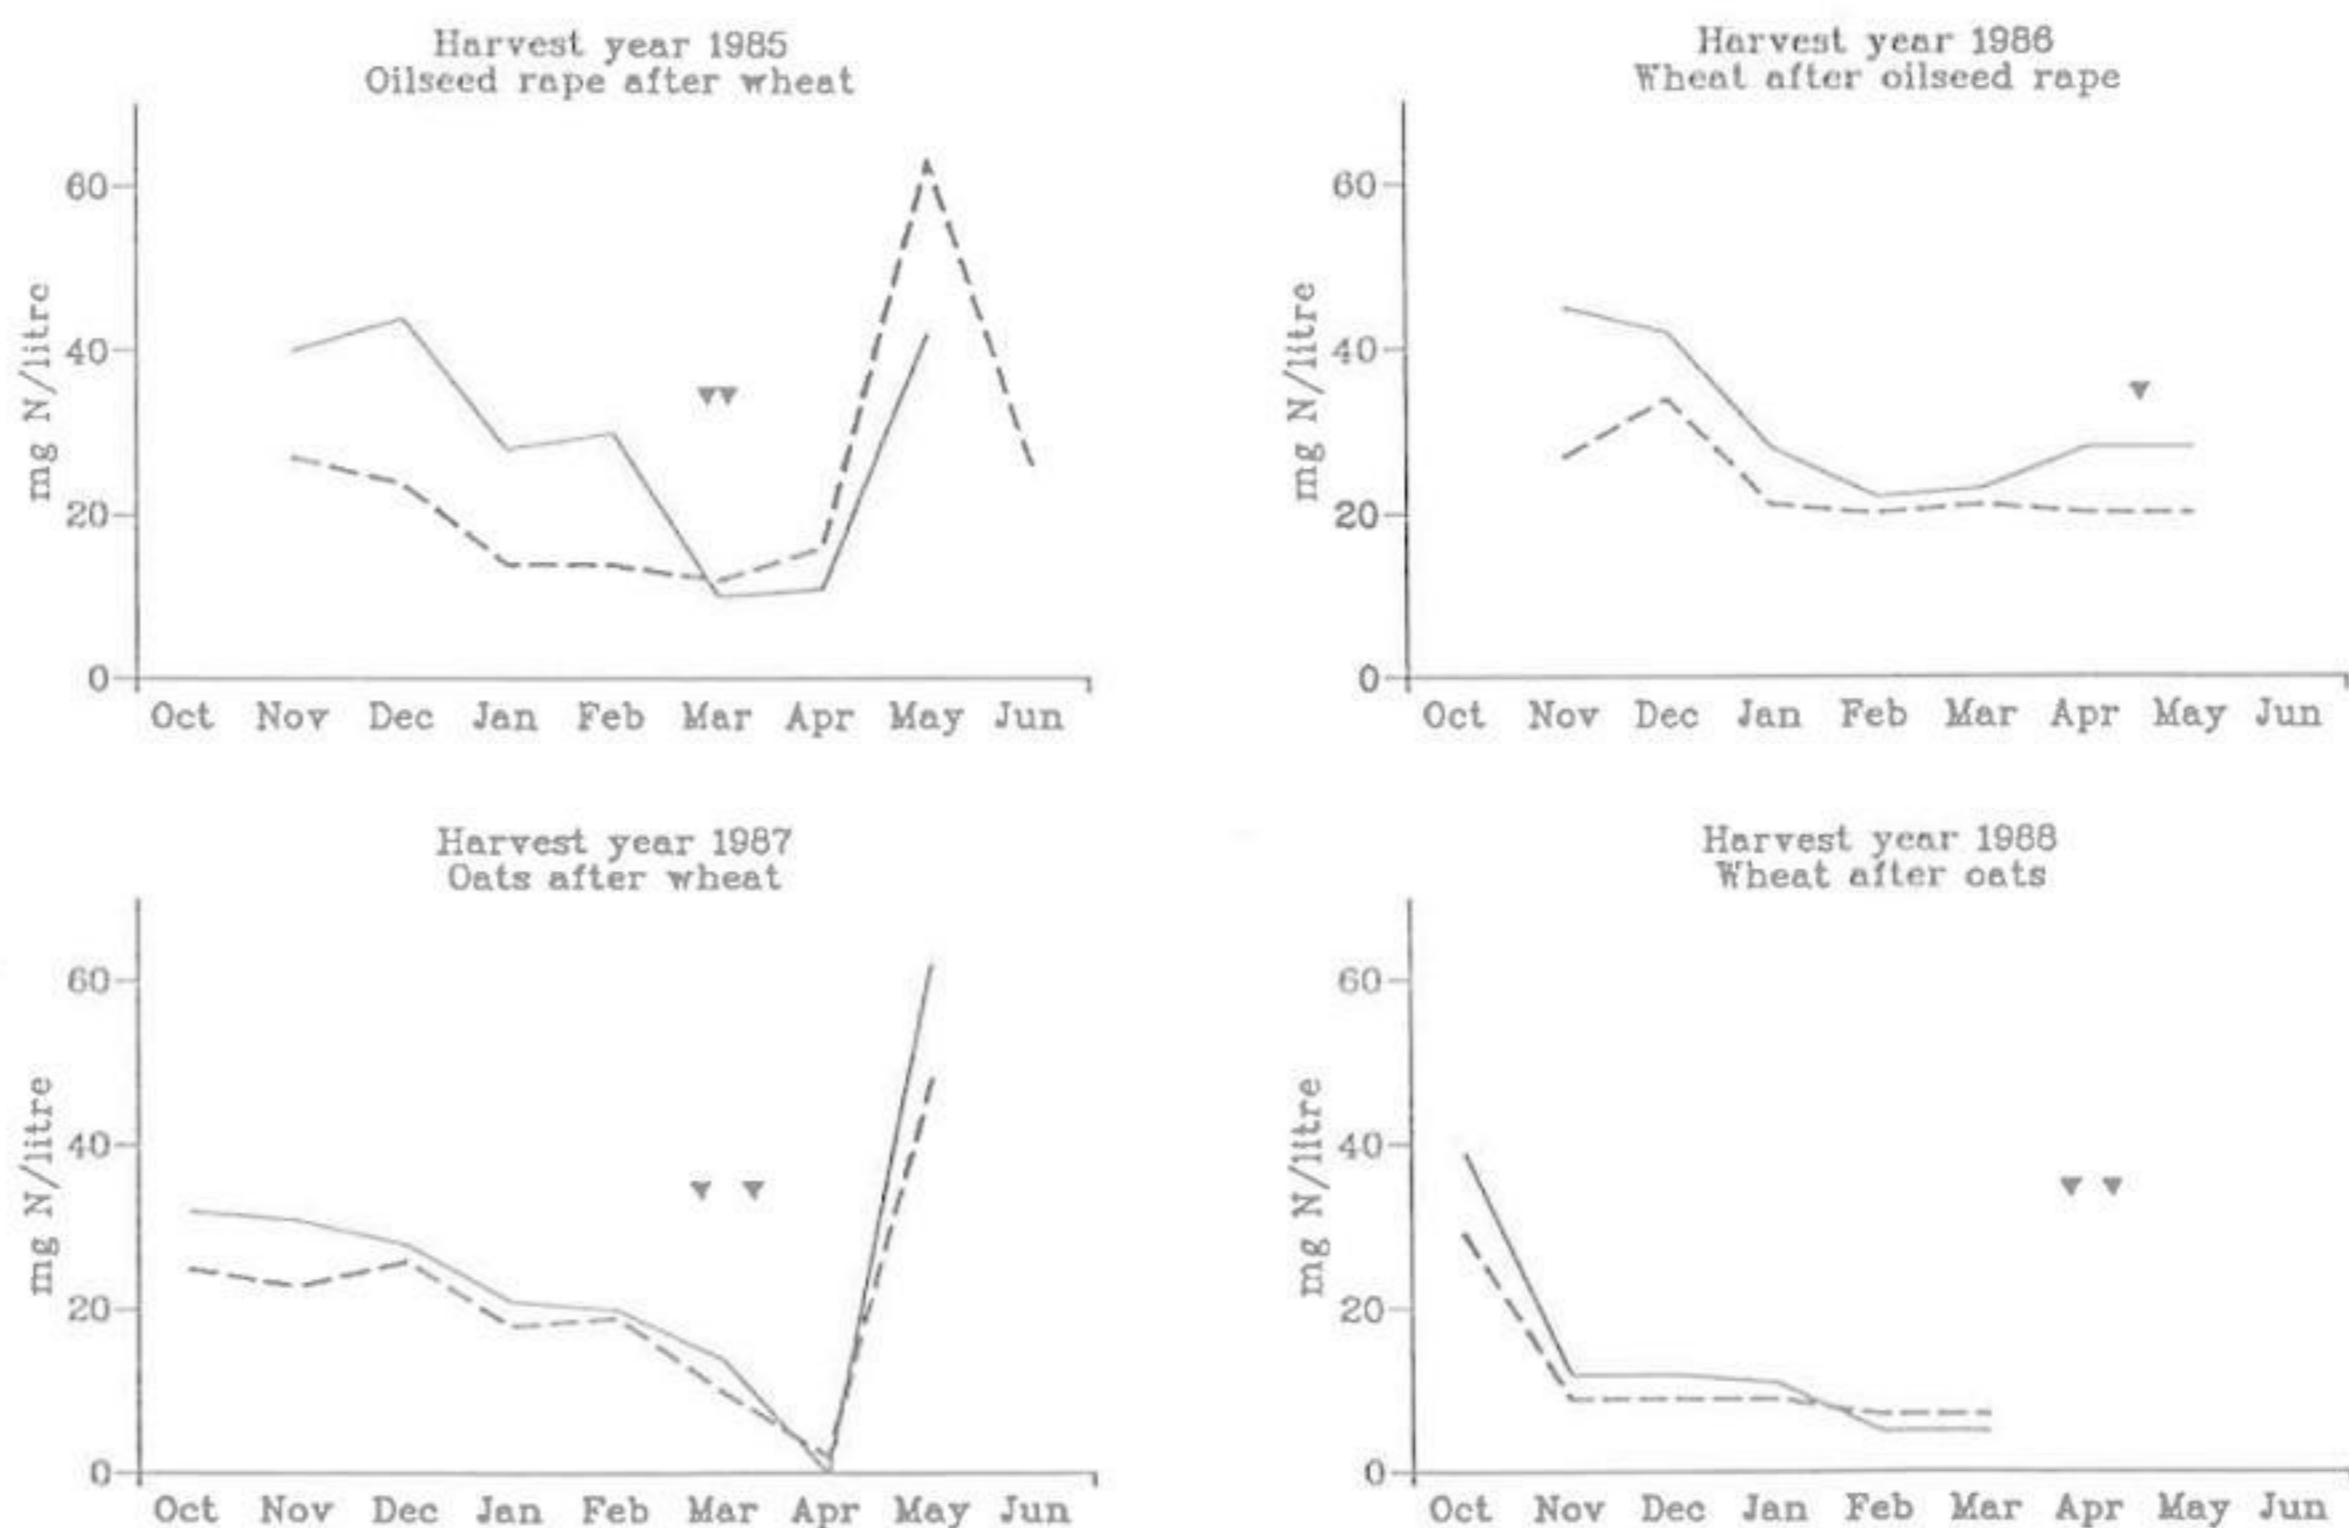 Harvest year 1985
Oilseed rape after wheat
mg N/litre
60
40
20
0
Oct Nov Dec Jan Feb Mar Apr May Jun
Harvest year 1986
Wheat after oilseed rape
mg N/litre
60
40
20
0
Oct Nov Dec Jan Feb Mar Apr May Jun
Harvest year 1987
Oats after wheat
mg N/litre
60
40
20
0
Oct Nov Dec Jan Feb Mar Apr May Jun
Harvest year 1988
Wheat after oats
mg N/litre
60
40
20
0
Oct Nov Dec Jan Feb Mar Apr May Jun